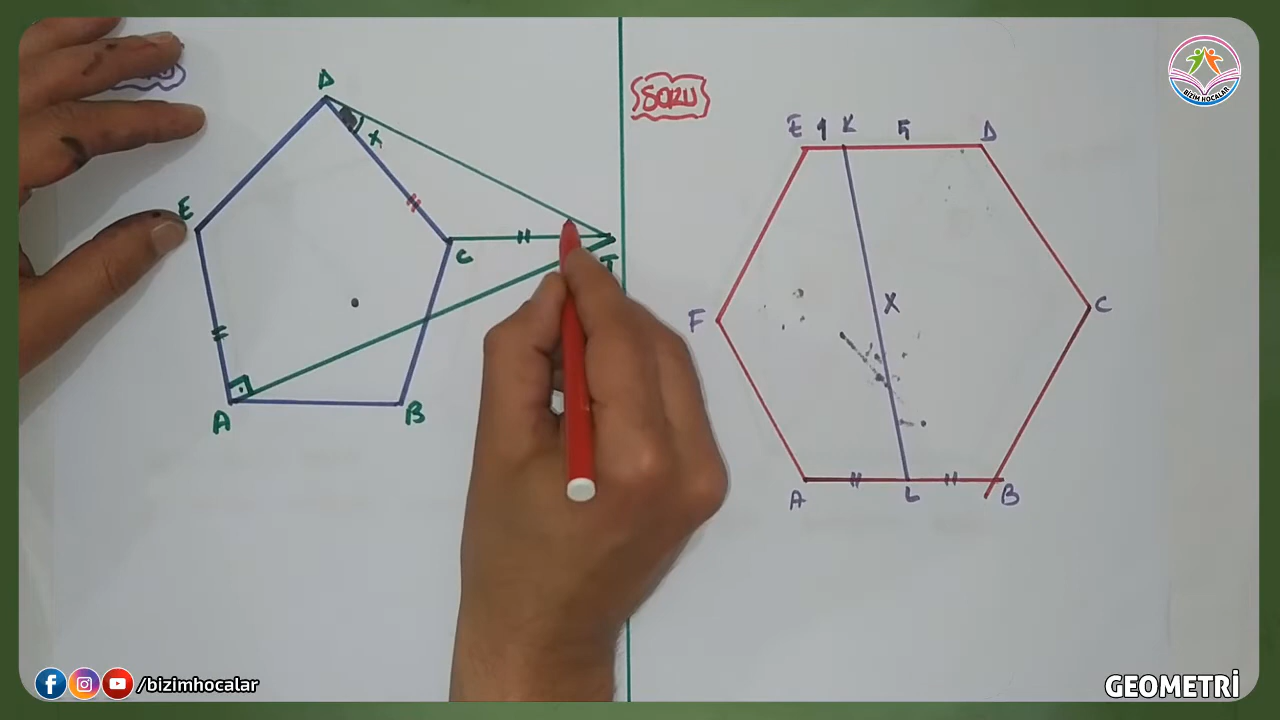 D
X
E
C
T
A
B
SORU
E 1 K 5 D
F
X
C
A
L
B
BİZİM HOCALAR
/bizimhocalar
GEOMETRİ